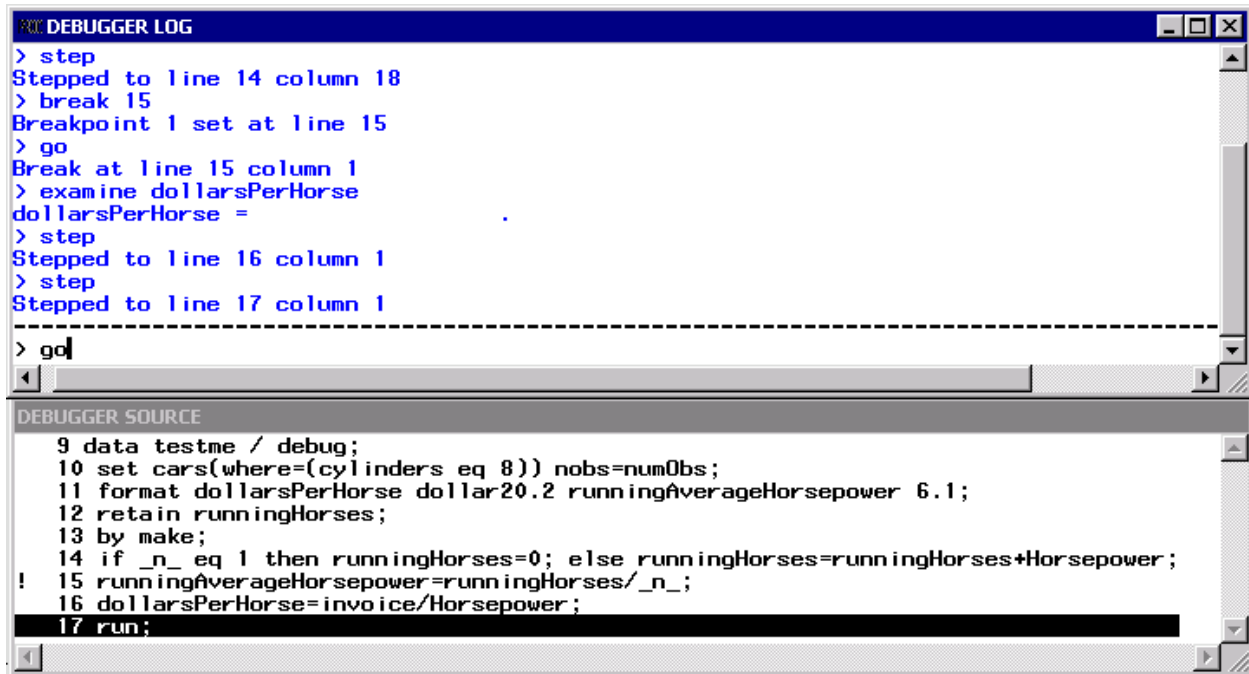 DEBUGGER LOG
> step
Stepped to line 14 column 18
> break 15
Breakpoint 1 set at line 15
> go
Break at line 15 column 1
> examine dollarsPerHorse
dollarsPerHorse =                     .
> step
Stepped to line 16 column 1
> step
Stepped to line 17 column 1
> go
DEBUGGER SOURCE
9 data testme / debug;
10 set cars(where=(cylinders eq 8)) nobs=numObs;
11 format dollarsPerHorse dollar20.2 runningAverageHorsepower 6.1;
12 retain runningHorses;
13 by make;
14 if _n_ eq 1 then runningHorses=0; else runningHorses=runningHorses+Horsepower;
! 15 runningAverageHorsepower=runningHorses/_n_;
16 dollarsPerHorse=invoice/Horsepower;
17 run;